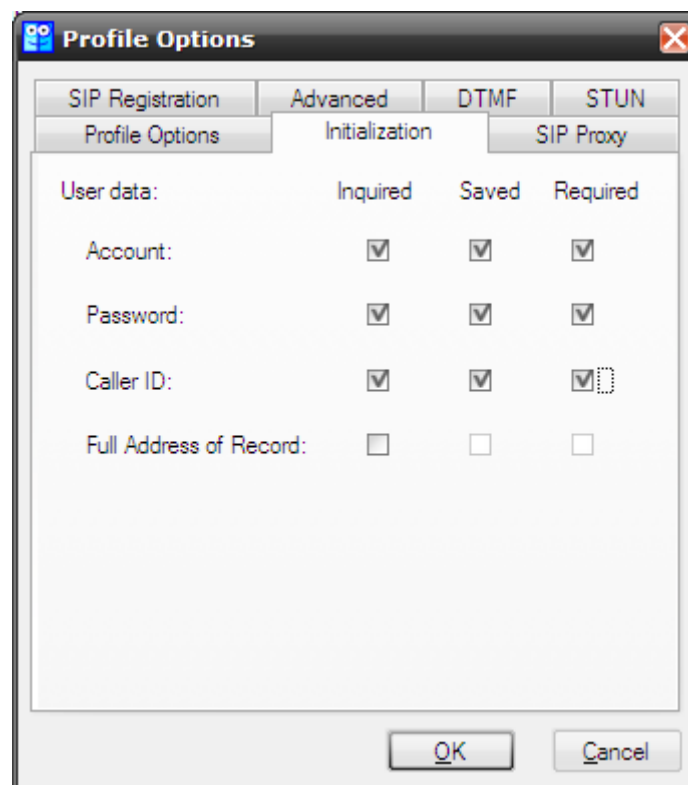 Profile Options
SIP Registration Advanced DTMF STUN
Profile Options Initialization SIP Proxy
User data: Inquired Saved Required
Account:
Password:
Caller ID:
Full Address of Record:
OK Cancel